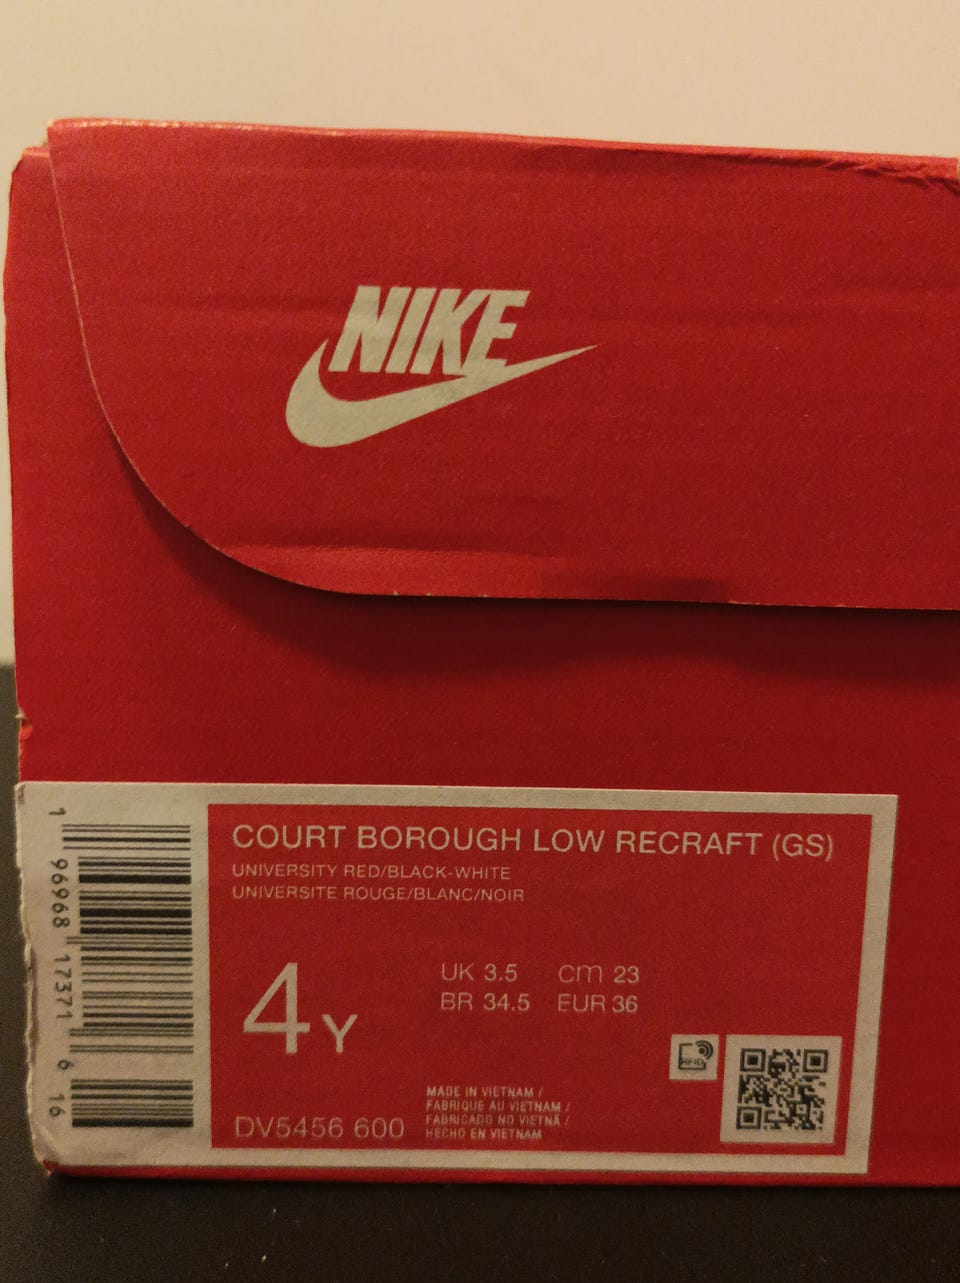 NIKE
COURT BOROUGH LOW RECRAFT (GS)
UNIVERSITY RED/BLACK-WHITE
UNIVERSITE ROUGE/BLANC/NOIR
4Y
UK 3.5 cm 23
BR 34.5 EUR 36
RFID
MADE IN VIETNAM /
FABRIQUE AU VIETNAM /
FABRICADO NO VIETNÃ /
HECHO EN VIETNAM
DV5456 600
1 96968 17371 6 16